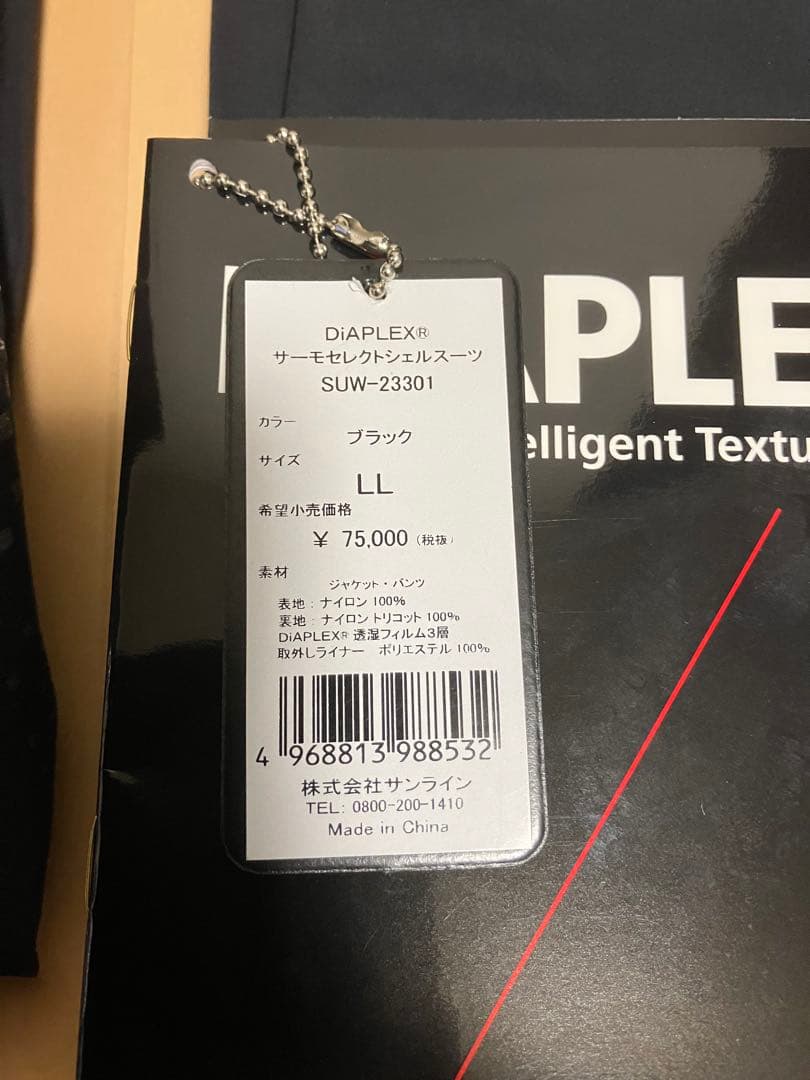 DiAPLEX®
サーモセレクトシェルスーツ
SUW-23301
カラー
ブラック
サイズ
LL
希望小売価格
¥ 75,000 (税抜)
素材
ジャケット・パンツ
表地：ナイロン 100%
裏地：ナイロントリコット 100%
DiAPLEX® 透湿フィルム3層
取外しライナー ポリエステル 100%
4 968813 988532
株式会社サンライン
TEL: 0800-200-1410
Made in China
APLE
elligent Textu